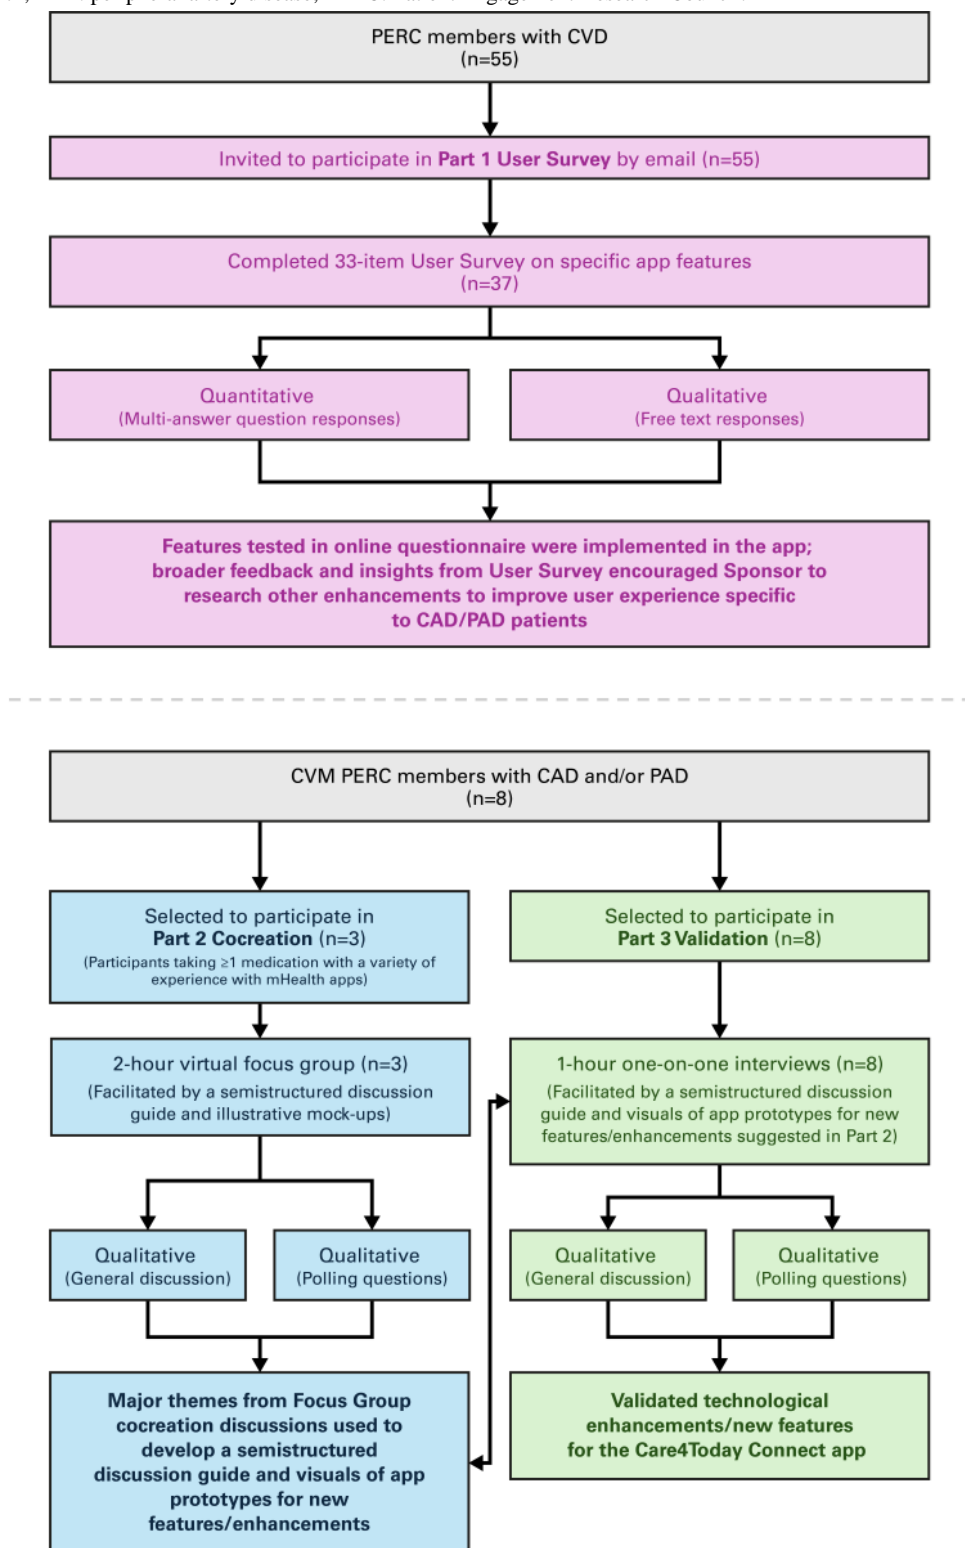 peripheral artery disease;
PERC members with CVD
(n=55)
Invited to participate in Part 1 User Survey by email (n=55)
Completed 33-item User Survey on specific app features
(n=37)
Quantitative
(Multi-answer question responses)
Qualitative
(Free text responses)
Features tested in online questionnaire were implemented in the app;
broader feedback and insights from User Survey encouraged Sponsor to
research other enhancements to improve user experience specific
to CAD/PAD patients
CVM PERC members with CAD and/or PAD
(n=8)
Selected to participate in
Part 2 Cocreation (n=3)
(Participants taking ≥1 medication with a variety of
experience with mHealth apps)
Selected to participate in
Part 3 Validation (n=8)
2-hour virtual focus group (n=3)
(Facilitated by a semistructured discussion
guide and illustrative mock-ups)
1-hour one-on-one interviews (n=8)
(Facilitated by a semistructured discussion
guide and visuals of app prototypes for new
features/enhancements suggested in Part 2)
Qualitative
(General discussion)
Qualitative
(Polling questions)
Qualitative
(General discussion)
Qualitative
(Polling questions)
Major themes from Focus Group
cocreation discussions used to
develop a semistructured
discussion guide and visuals of app
prototypes for new
features/enhancements
Validated technological
enhancements/new features
for the Care4Today Connect app